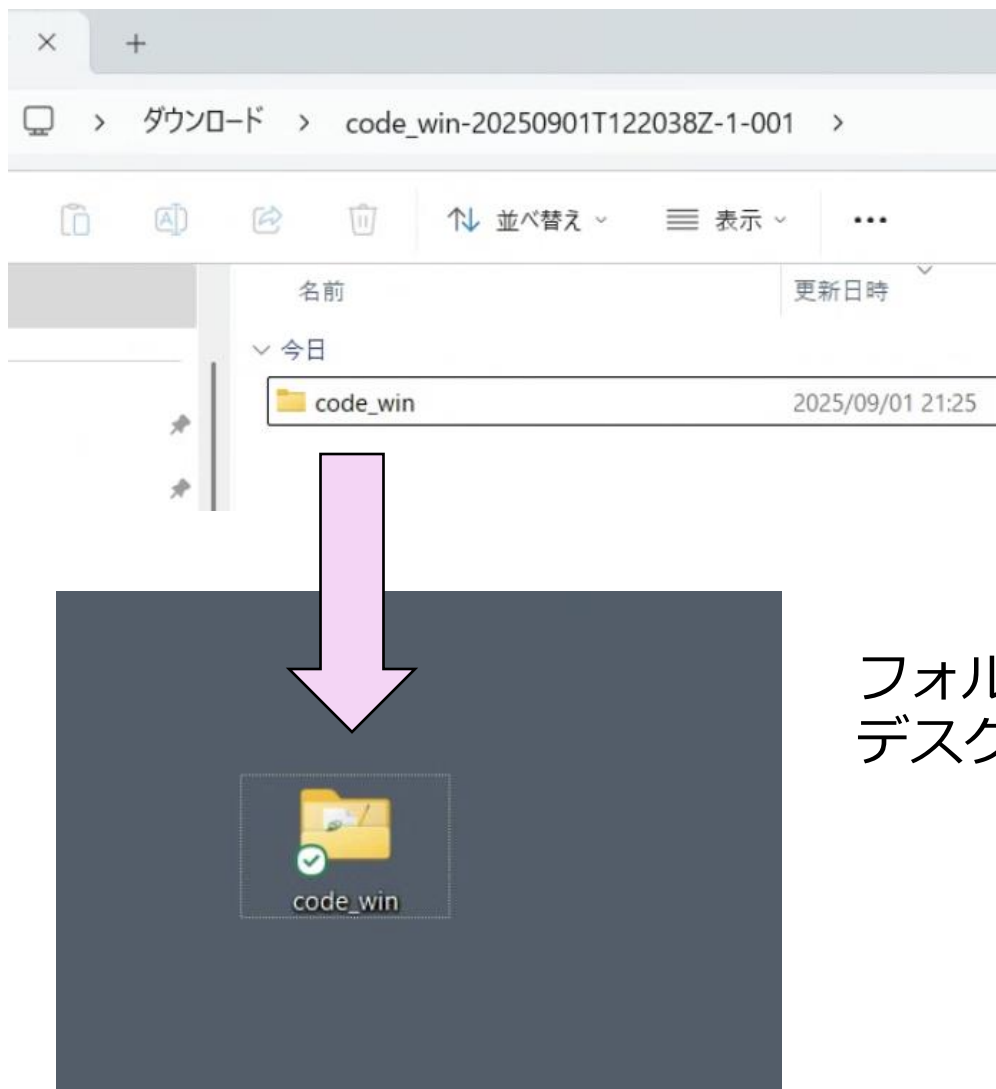 ダウンロード > code_win-20250901T122038Z-1-001 >
並べ替え 表示 •••
名前 更新日時
今日
code_win 2025/09/01 21:25
フォル
デスク
code_win